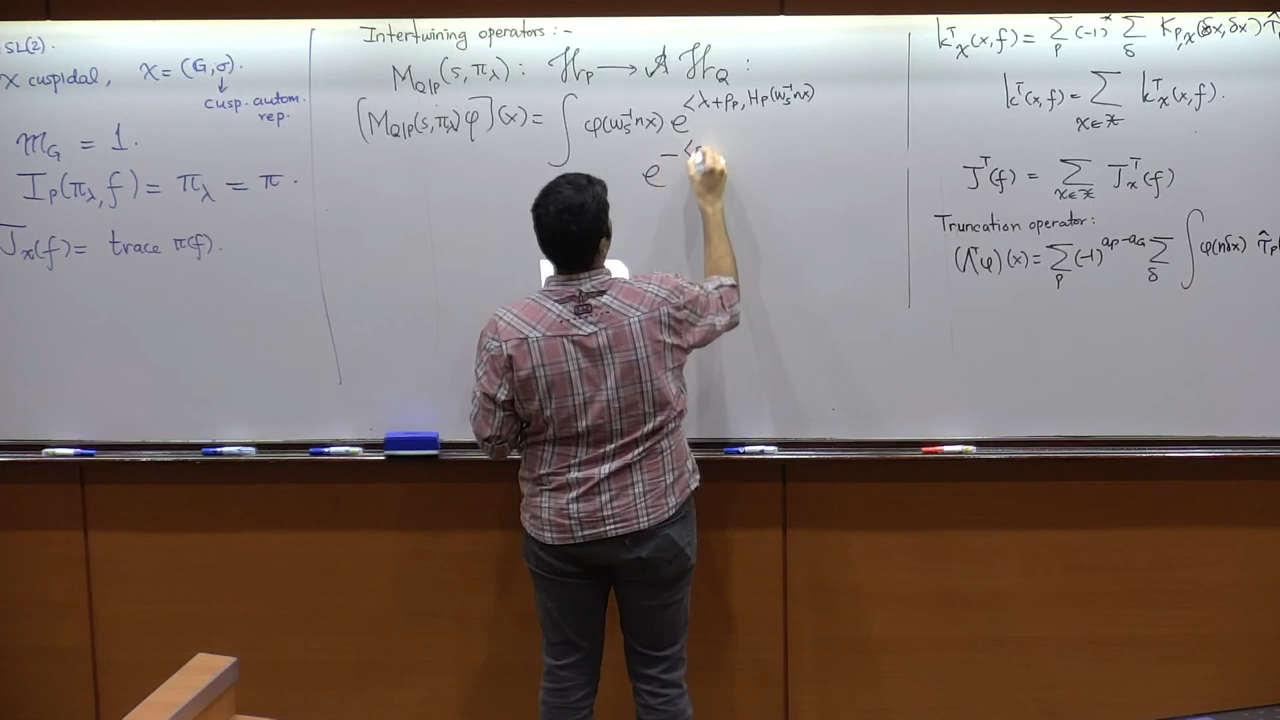 SL(2).
χ cuspidal, χ = (G, σ).
↓
cusp. autom. rep.
m_G = 1.
I_P(π_λ, f) = π_λ = π.
J_χ(f) = trace π(f).
Intertwining operators :-
M_{Q|P}(s, π_λ) : ℋ_P → ℋ_Q :
[M_{Q|P}(s, π_λ) φ](x) = ∫ φ(w_s^{-1} n x) e^{<λ+ρ_P, H_P(w_s^{-1} n x)}
e^{-<
k^T_χ(x, f) = Σ_P (-1)^* Σ_δ K_{P,χ}(δx, δx) τ̂_P
k^T(x, f) = Σ_{χ∈𝔛} k^T_χ(x, f).
J^T(f) = Σ_{χ∈𝔛} J^T_χ(f)
Truncation operator:
(Λ^T φ)(x) = Σ_P (-1)^{a_P - a_G} Σ_δ ∫ φ(nδx) τ̂_P(